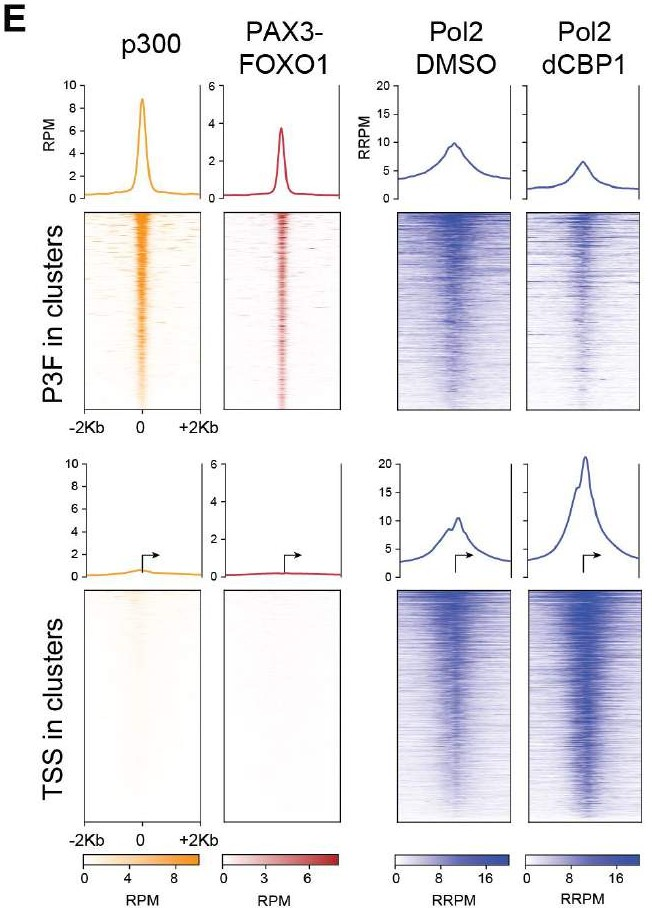 E
p300
PAX3-
FOXO1
Pol2
DMSO
Pol2
dCBP1
RPM
10
8
6
4
2
0
6
4
2
0
RRPM
20
15
10
5
0
P3F in clusters
-2Kb 0 +2Kb
10
8
6
4
2
0
6
4
2
0
20
15
10
5
0
TSS in clusters
-2Kb 0 +2Kb
0 4 8
RPM
0 3 6
RPM
0 8 16
RRPM
0 8 16
RRPM